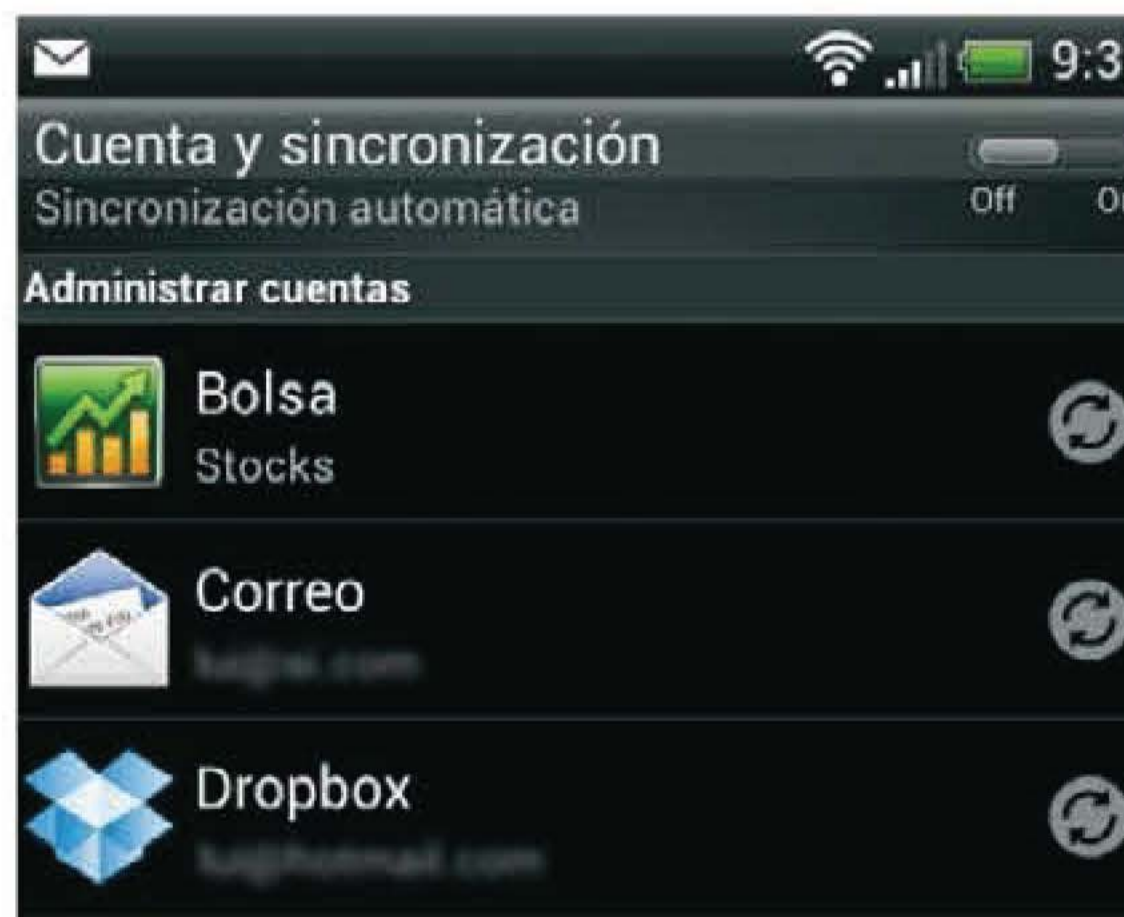 9:3
Cuenta y sincronización
Sincronización automática
Off
Administrar cuentas
Bolsa
Stocks
Correo
Dropbox